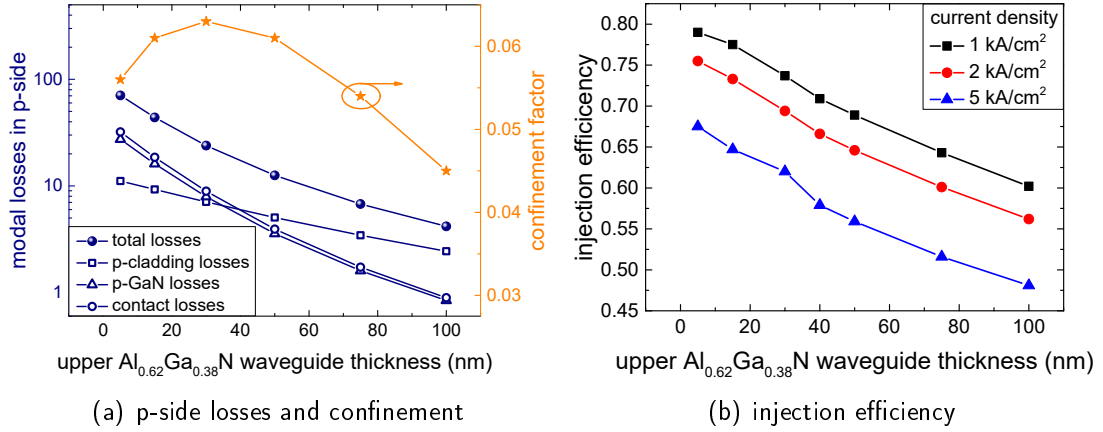 modal losses in p-side
100
10
1
total losses
p-cladding losses
p-GaN losses
contact losses
0 20 40 60 80 100
upper Al0.62Ga0.38N waveguide thickness (nm)
0.06
0.05
0.04
0.03
confinement factor
(a) p-side losses and confinement
injection efficicency
0.80
0.75
0.70
0.65
0.60
0.55
0.50
0.45
current density
1 kA/cm²
2 kA/cm²
5 kA/cm²
0 20 40 60 80 100
upper Al0.62Ga0.38N waveguide thickness (nm)
(b) injection efficiency